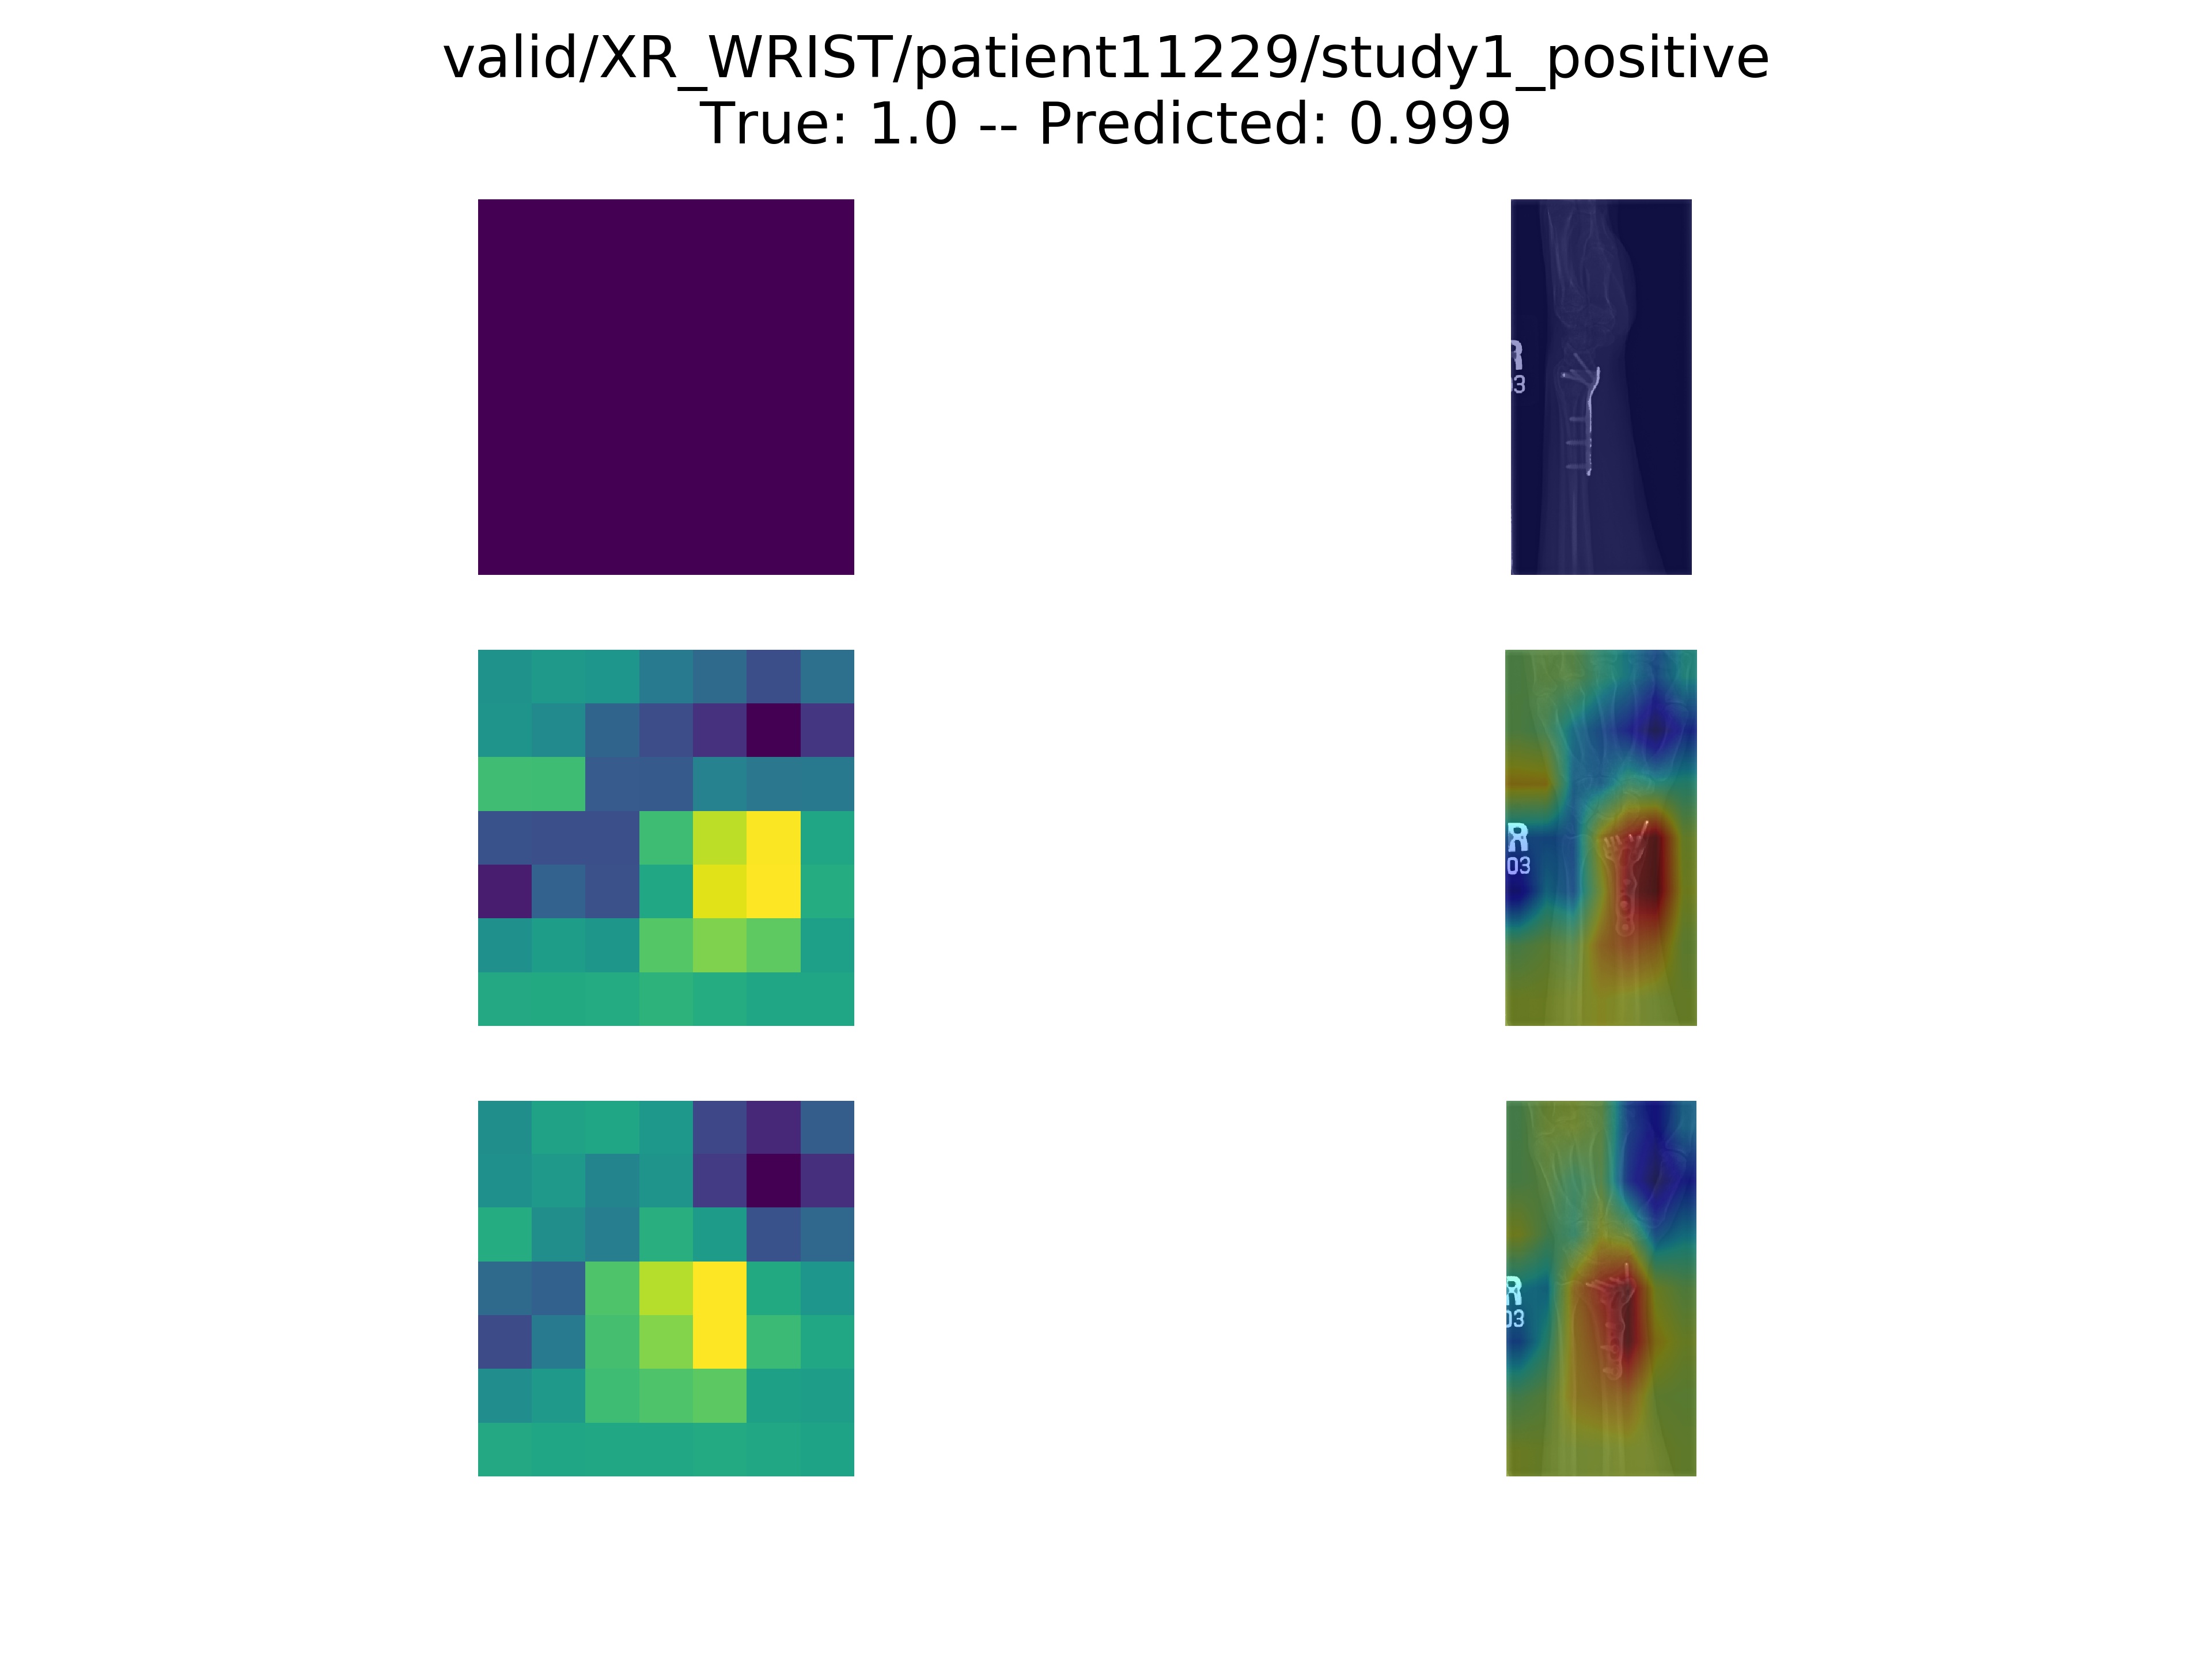 valid/XR_WRIST/patient11229/study1_positive
True: 1.0 -- Predicted: 0.999
R
03
R
03
R
03